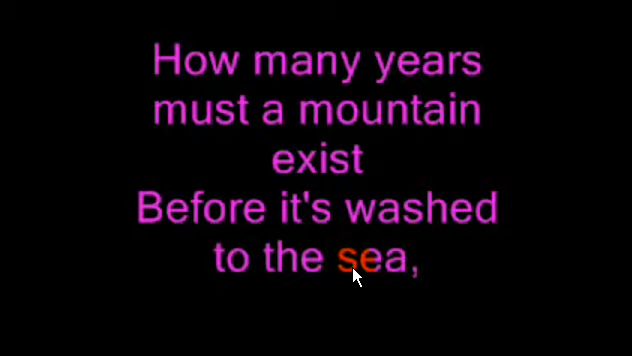 How many years
must a mountain
exist
Before it's washed
to the sea,